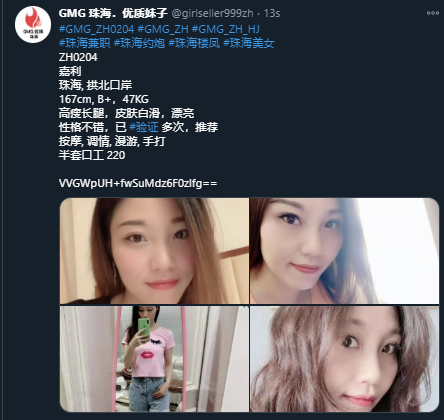 GMG 珠海.优质妹子 @girlseller999zh · 13s
#GMG_ZH0204 #GMG_ZH #GMG_ZH_HJ
#珠海兼职 #珠海约炮 #珠海楼凤 #珠海美女
ZH0204
嘉利
珠海, 拱北口岸
167cm, B+, 47KG
高瘦长腿，皮肤白滑，漂亮
性格不错，已 #验证 多次，推荐
按摩, 调情, 漫游, 手打
半套口工 220
VVGWpUH+fwSuMdz6F0zlfg==